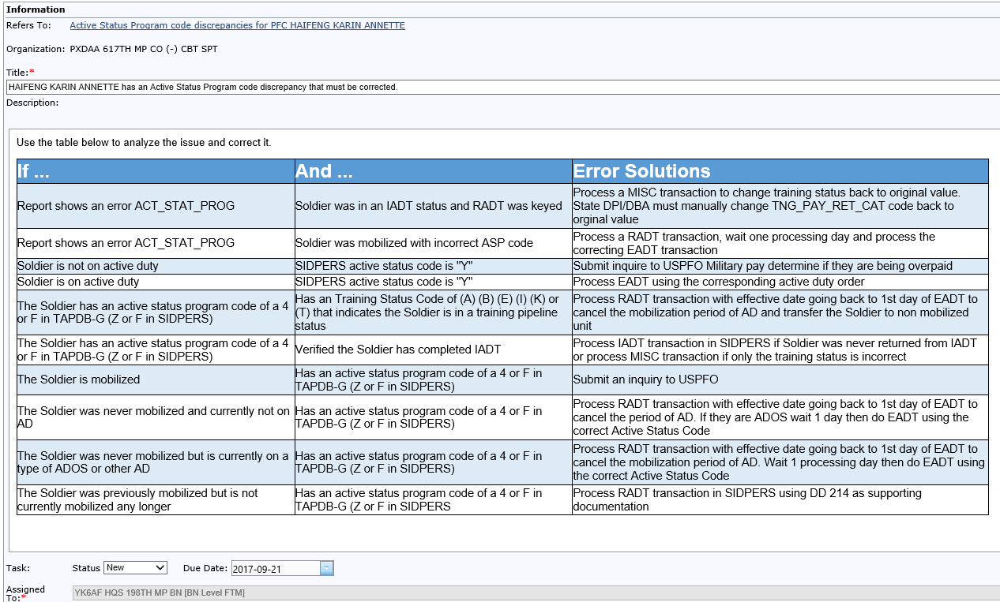 Information
Refers To: Active Status Program code discrepancies for PFC HAIFENG KARIN ANNETTE
Organization: PXDAA 617TH MP CO (-) CBT SPT
Title:*
HAIFENG KARIN ANNETTE has an Active Status Program code discrepancy that must be corrected.
Description:
Use the table below to analyze the issue and correct it.
If ... And ... Error Solutions
Report shows an error ACT_STAT_PROG
Soldier was in an IADT status and RADT was keyed
Process a MISC transaction to change training status back to original value.
State DPI/DBA must manually change TNG_PAY_RET_CAT code back to
orginal value
Report shows an error ACT_STAT_PROG
Soldier was mobilized with incorrect ASP code
Process a RADT transaction, wait one processing day and process the
correcting EADT transaction
Soldier is not on active duty
SIDPERS active status code is "Y"
Submit inquire to USPFO Military pay determine if they are being overpaid
Soldier is on active duty
SIDPERS active status code is "Y"
Process EADT using the corresponding active duty order
The Soldier has an active status program code of a 4
or F in TAPDB-G (Z or F in SIDPERS)
Has an Training Status Code of (A) (B) (E) (I) (K) or
(T) that indicates the Soldier is in a training pipeline
status
Process RADT transaction with effective date going back to 1st day of EADT to
cancel the mobilization period of AD and transfer the Soldier to non mobilized
unit
The Soldier has an active status program code of a 4
or F in TAPDB-G (Z or F in SIDPERS)
Verified the Soldier has completed IADT
Process IADT transaction in SIDPERS if Soldier was never returned from IADT
or process MISC transaction if only the training status is incorrect
The Soldier is mobilized
Has an active status program code of a 4 or F in
TAPDB-G (Z or F in SIDPERS)
Submit an inquiry to USPFO
The Soldier was never mobilized and currently not on
AD
Has an active status program code of a 4 or F in
TAPDB-G (Z or F in SIDPERS)
Process RADT transaction with effective date going back to 1st day of EADT to
cancel the period of AD. If they are ADOS wait 1 day then do EADT using the
correct Active Status Code
The Soldier was never mobilized but is currently on a
type of ADOS or other AD
Has an active status program code of a 4 or F in
TAPDB-G (Z or F in SIDPERS)
Process RADT transaction with effective date going back to 1st day of EADT to
cancel the mobilization period of AD. Wait 1 processing day then do EADT using
the correct Active Status Code
The Soldier was previously mobilized but is not
currently mobilized any longer
Has an active status program code of a 4 or F in
TAPDB-G (Z or F in SIDPERS
Process RADT transaction in SIDPERS using DD 214 as supporting
documentation
Task: Status New Due Date: 2017-09-21
Assigned
To:* YK6AF HQS 198TH MP BN [BN Level FTM]